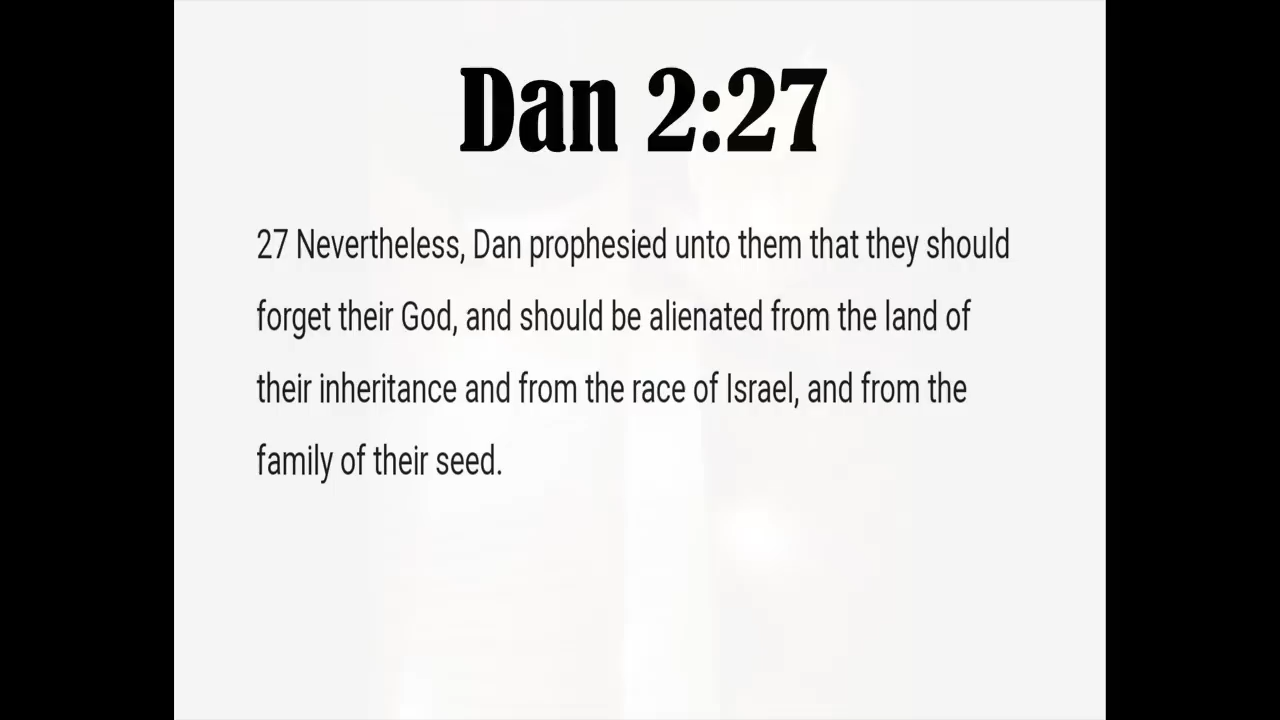 Dan 2:27
27 Nevertheless, Dan prophesied unto them that they should
forget their God, and should be alienated from the land of
their inheritance and from the race of Israel, and from the
family of their seed.